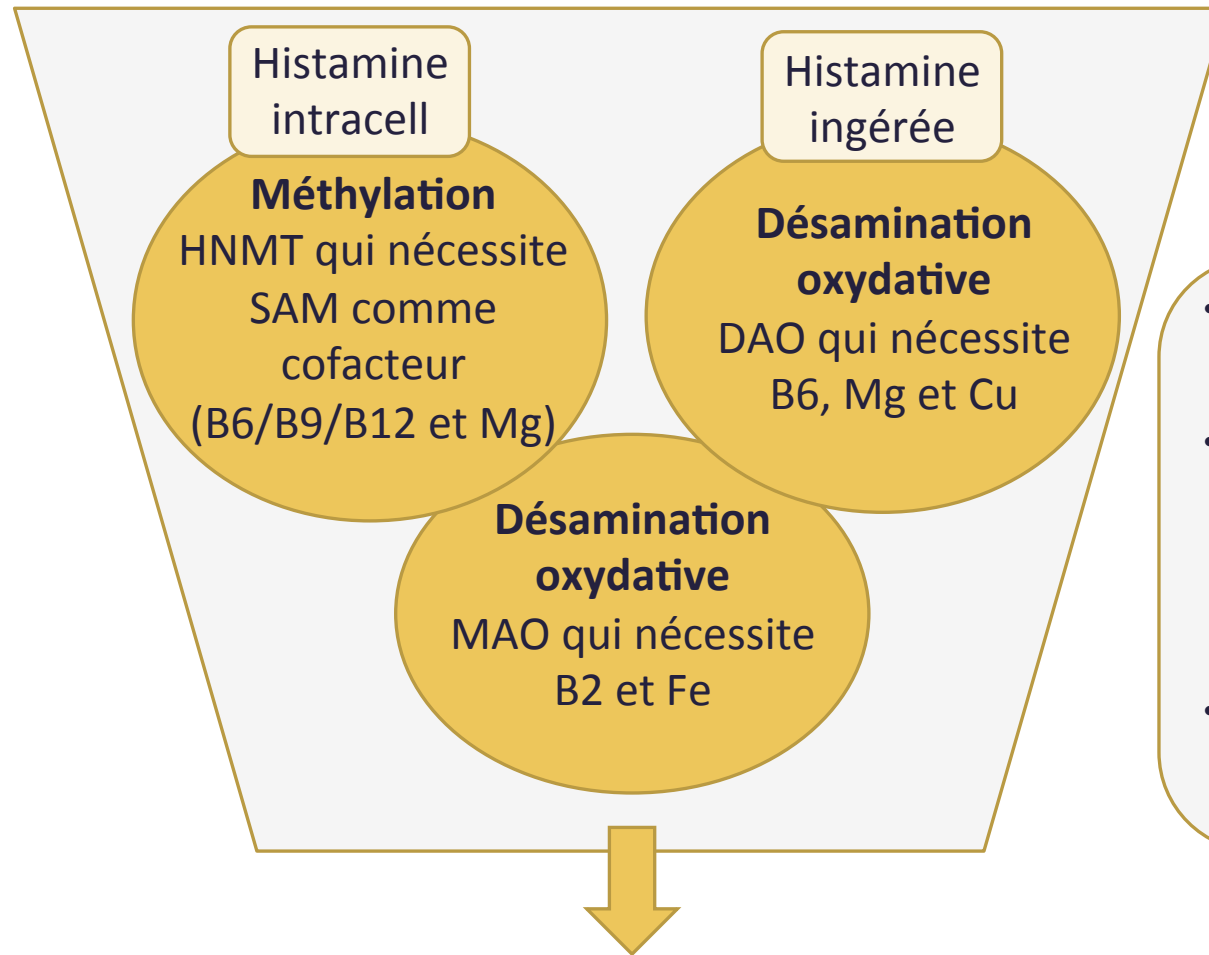 Histamine
intracell
Méthylation
HNMT qui nécessite
SAM comme
cofacteur
(B6/B9/B12 et Mg)
Histamine
ingérée
Désamination
oxydative
DAO qui nécessite
B6, Mg et Cu
Désamination
oxydative
MAO qui nécessite
B2 et Fe